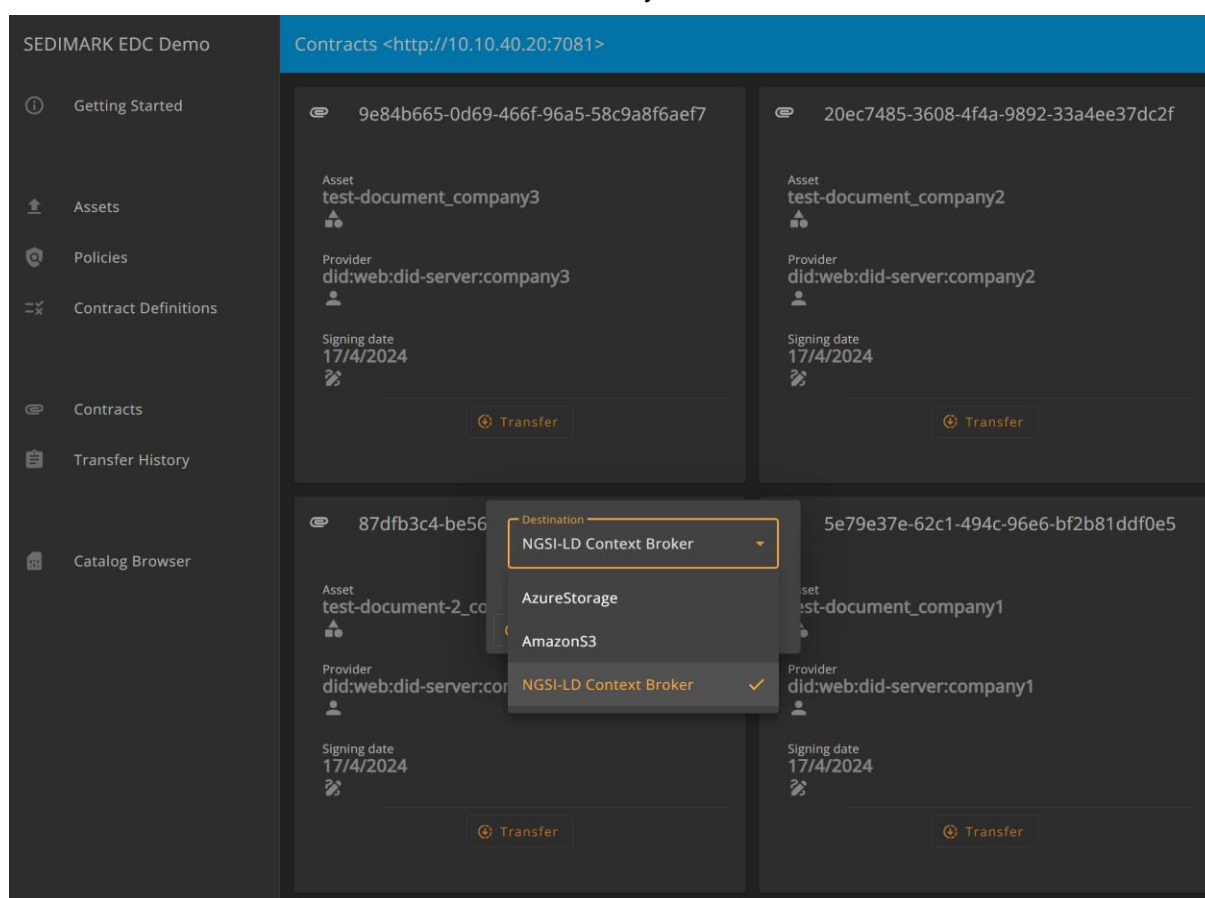 SEDIMARK EDC Demo
Contracts <http://10.10.40.20:7081>
Getting Started
Assets
Policies
Contract Definitions
Contracts
Transfer History
Catalog Browser
9e84b665-0d69-466f-96a5-58c9a8f6aef7
Asset
test-document_company3
Provider
did:web:did-server:company3
Signing date
17/4/2024
Transfer
20ec7485-3608-4f4a-9892-33a4ee37dc2f
Asset
test-document_company2
Provider
did:web:did-server:company2
Signing date
17/4/2024
Transfer
87dfb3c4-be56
Asset
test-document-2_co
Provider
did:web:did-server:cor
Signing date
17/4/2024
Transfer
Destination
NGSI-LD Context Broker
AzureStorage
AmazonS3
NGSI-LD Context Broker
5e79e37e-62c1-494c-96e6-bf2b81ddf0e5
set
est-document_company1
Provider
did:web:did-server:company1
Signing date
17/4/2024
Transfer